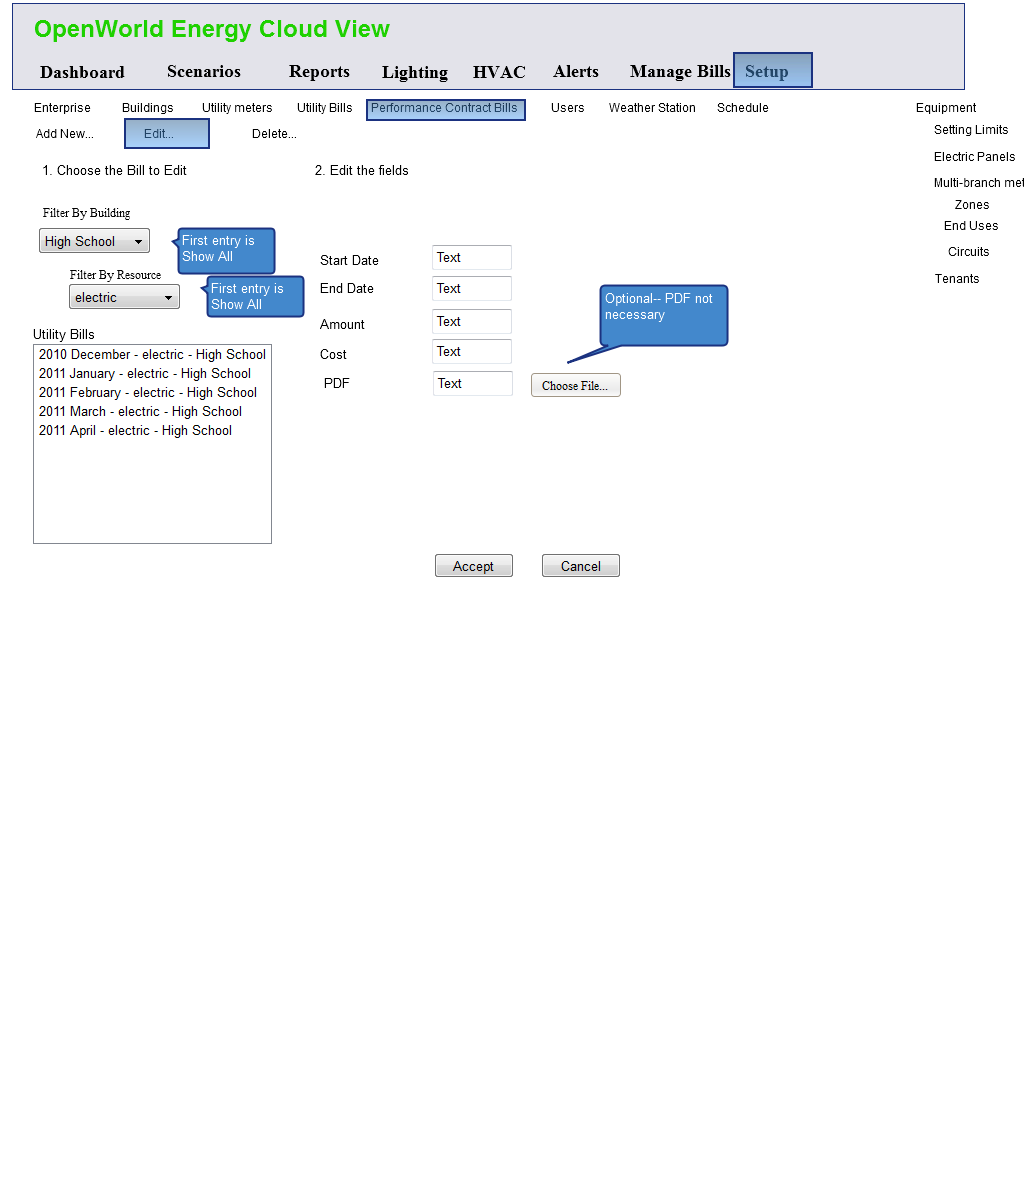 OpenWorld Energy Cloud View
Dashboard Scenarios Reports Lighting HVAC Alerts Manage Bills Setup
Enterprise Buildings Utility meters Utility Bills Performance Contract Bills Users Weather Station Schedule Equipment
Add New... Edit... Delete...
Setting Limits
Electric Panels
Multi-branch met
Zones
End Uses
Circuits
Tenants
1. Choose the Bill to Edit
2. Edit the fields
Filter By Building
High School
First entry is
Show All
Filter By Resource
electric
First entry is
Show All
Utility Bills
2010 December - electric - High School
2011 January - electric - High School
2011 February - electric - High School
2011 March - electric - High School
2011 April - electric - High School
Start Date Text
End Date Text
Amount Text
Cost Text
PDF Text Choose File...
Optional-- PDF not
necessary
Accept Cancel